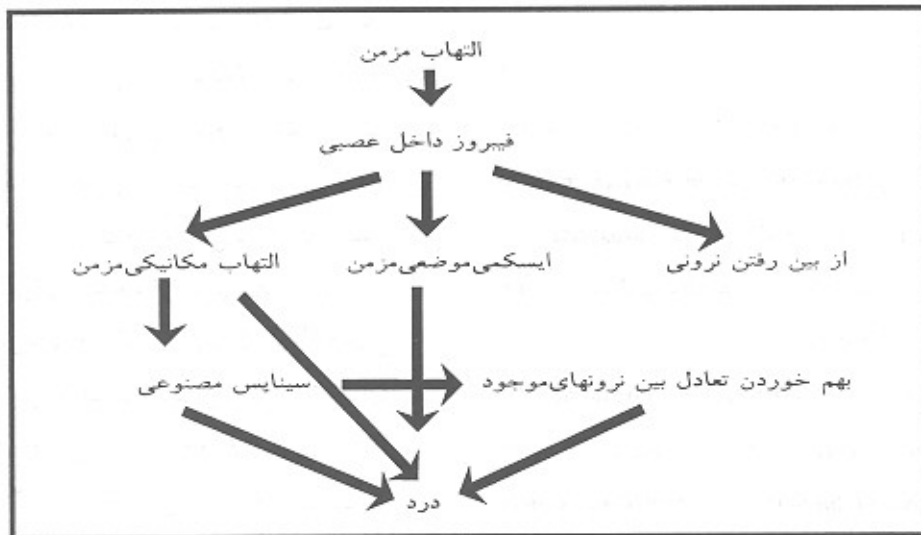 التهاب مزمن
فیبروز داخل عصبی
از بین رفتن نرونی
ایسکمی‌موضعی‌مزمن
التهاب مکانیکی‌مزمن
بهم خوردن تعادل بین نرونهای‌موجود
سیناپس مصنوعی
درد